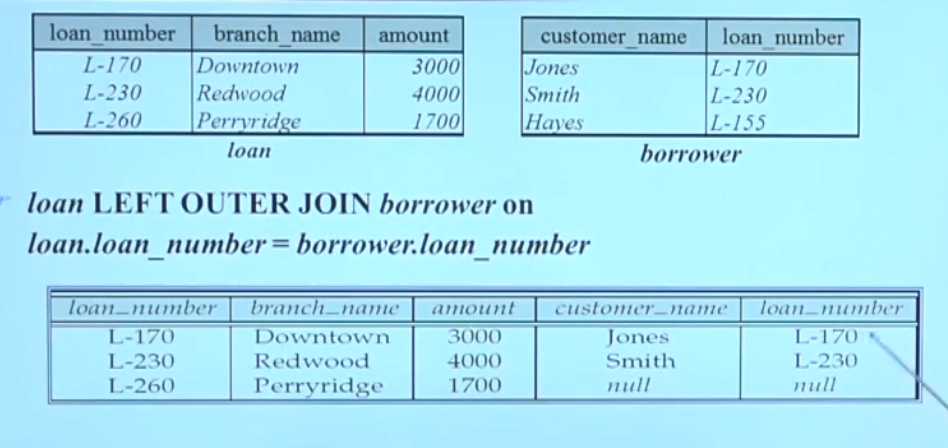 loan_number branch_name amount
L-170 Downtown 3000
L-230 Redwood 4000
L-260 Perryridge 1700
loan
customer_name loan_number
Jones L-170
Smith L-230
Hayes L-155
borrower
loan LEFT OUTER JOIN borrower on
loan.loan_number = borrower.loan_number
loan_number branch_name amount customer_name loan_number
L-170 Downtown 3000 Jones L-170
L-230 Redwood 4000 Smith L-230
L-260 Perryridge 1700 null null